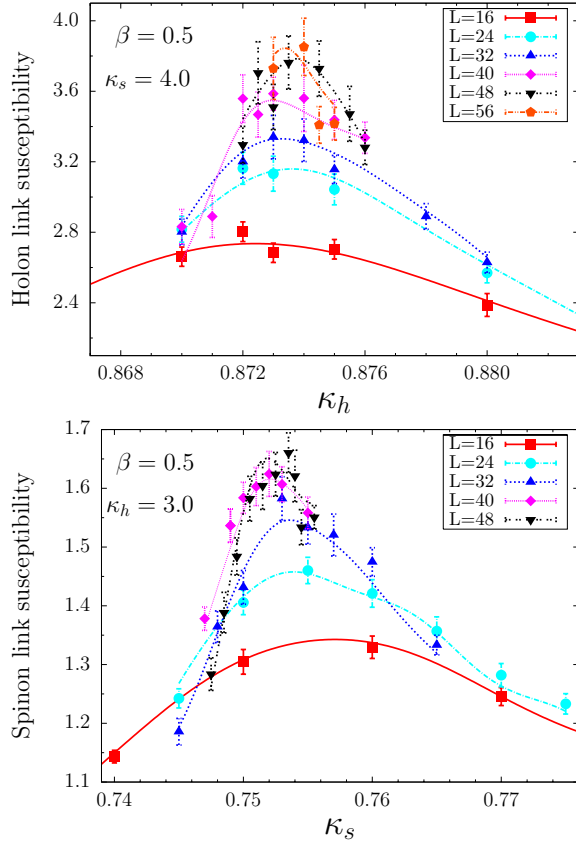 4.0
3.6
3.2
2.8
2.4
Holon link susceptibility
β = 0.5
κs = 4.0
L=16
L=24
L=32
L=40
L=48
L=56
0.868 0.872 0.876 0.880
κh
1.7
1.6
1.5
1.4
1.3
1.2
1.1
Spinon link susceptibility
β = 0.5
κh = 3.0
L=16
L=24
L=32
L=40
L=48
0.74 0.75 0.76 0.77
κs